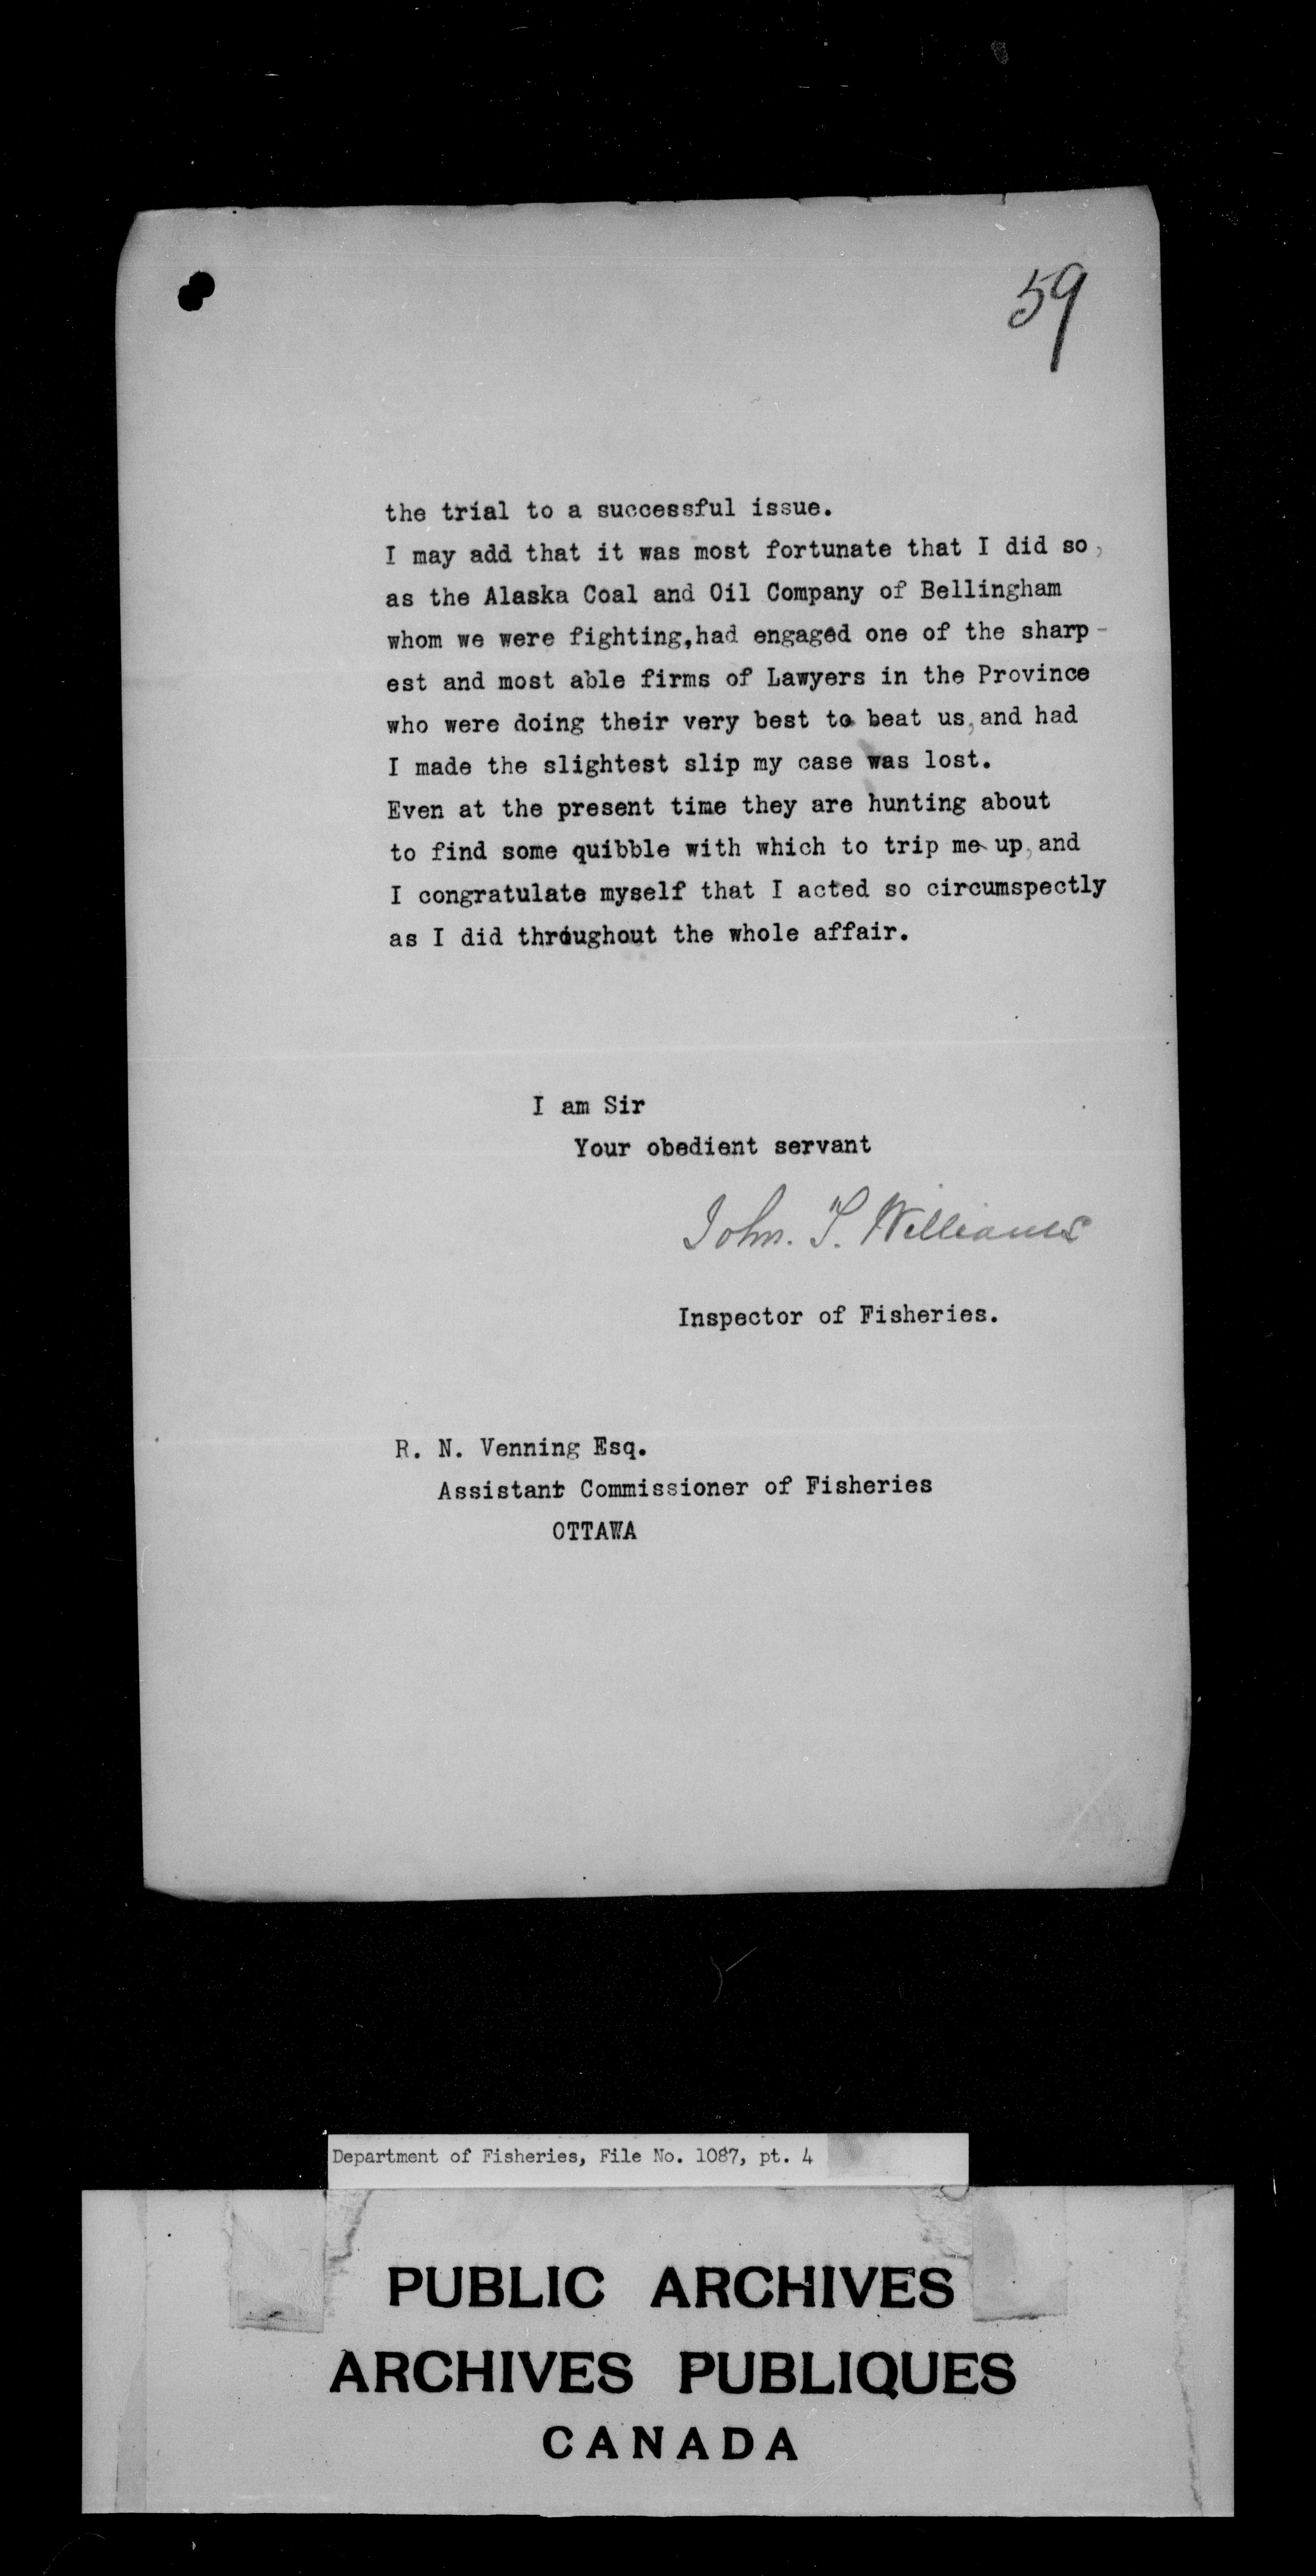 59
the trial to a successful issue.
I may add that it was most fortunate that I did so,
as the Alaska Coal and Oil Company of Bellingham
whom we were fighting,had engaged one of the sharp-
est and most able firms of Lawyers in the Province
who were doing their very best to beat us,and had
I made the slightest slip my case was lost.
Even at the present time they are hunting about
to find some quibble with which to trip me up,and
I congratulate myself that I acted so circumspectly
as I did throughout the whole affair.
I am Sir
Your obedient servant
John. T. Williams
Inspector of Fisheries.
R. N. Venning Esq.
Assistant Commissioner of Fisheries
OTTAWA
Department of Fisheries, File No. 1087, pt. 4
PUBLIC ARCHIVES
ARCHIVES PUBLIQUES
CANADA